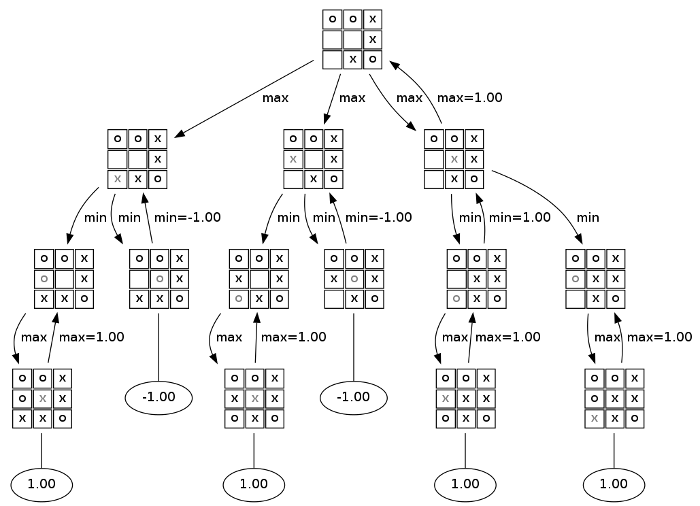 O O X
X
X O
max max max max=1.00
O O X O O X O O X
X X X X X
X X O X O X O
min min min=-1.00 min min min=-1.00 min min=1.00 min
O O X O O X O O X O O X O O X O O X
O X O X X X X O X X X O X X
X X O X X O O X O X O O X O X O
max max=1.00 max max=1.00 max max=1.00 max max=1.00
O O X O O X O O X O O X
O X X -1.00 X X X -1.00 X X X O X X
X X O O X O O X O X X O
1.00 1.00 1.00 1.00